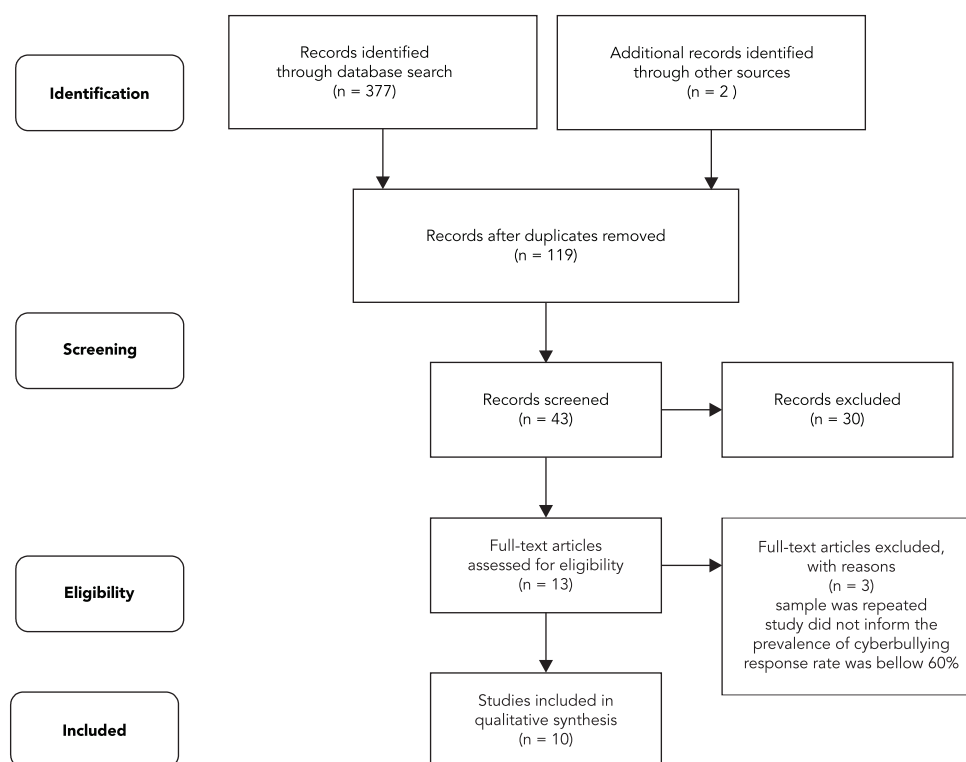 Records identified
through database search
(n = 377)
Additional records identified
through other sources
(n = 2 )
Identification
Records after duplicates removed
(n = 119)
Screening
Records screened
(n = 43)
Records excluded
(n = 30)
Eligibility
Full-text articles
assessed for eligibility
(n = 13)
Full-text articles excluded,
with reasons
(n = 3)
sample was repeated
study did not inform the
prevalence of cyberbullying
response rate was bellow 60%
Included
Studies included in
qualitative synthesis
(n = 10)